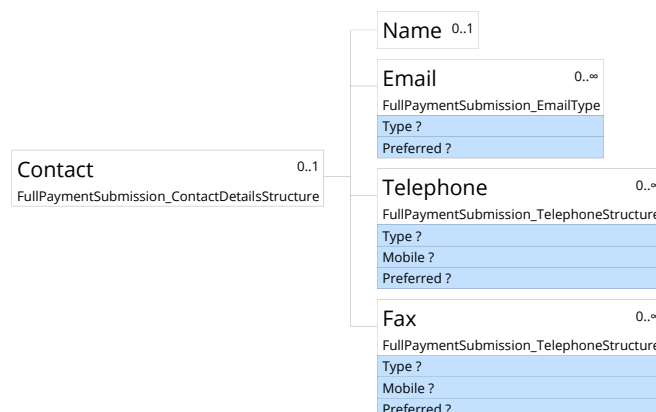 Name 0..1
Email 0..∞
FullPaymentSubmission_EmailType
Type ?
Preferred ?
Contact 0..1
FullPaymentSubmission_ContactDetailsStructure
Telephone 0..∞
FullPaymentSubmission_TelephoneStructure
Type ?
Mobile ?
Preferred ?
Fax 0..∞
FullPaymentSubmission_TelephoneStructure
Type ?
Mobile ?
Preferred ?